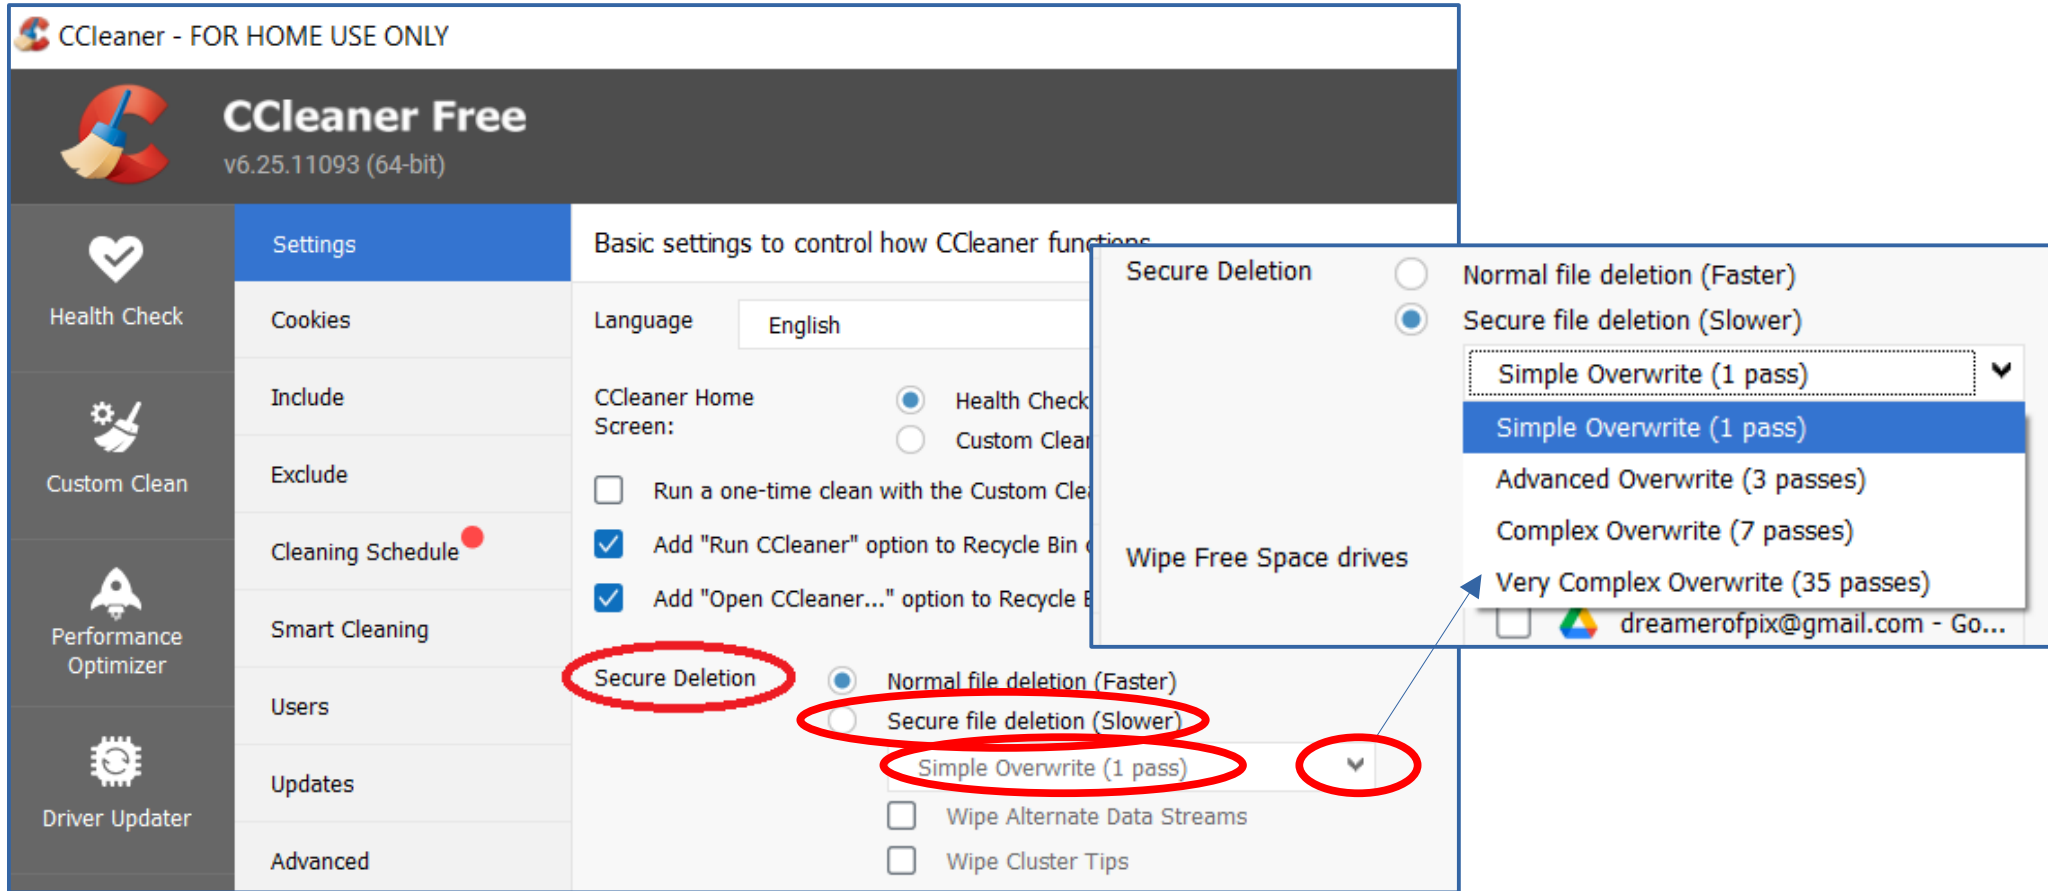 CCleaner - FOR HOME USE ONLY
CCleaner Free
v6.25.11093 (64-bit)
Health Check
Custom Clean
Performance
Optimizer
Driver Updater
Settings
Cookies
Include
Exclude
Cleaning Schedule
Smart Cleaning
Users
Updates
Advanced
Basic settings to control how CCleaner functions
Language English
CCleaner Home
Screen:
Health Check
Custom Clear
Run a one-time clean with the Custom Cle
Add "Run CCleaner" option to Recycle Bin
Add "Open CCleaner..." option to Recycle
Secure Deletion
Normal file deletion (Faster)
Secure file deletion (Slower)
Simple Overwrite (1 pass)
Wipe Alternate Data Streams
Wipe Cluster Tips
Secure Deletion
Normal file deletion (Faster)
Secure file deletion (Slower)
Simple Overwrite (1 pass)
Simple Overwrite (1 pass)
Advanced Overwrite (3 passes)
Complex Overwrite (7 passes)
Very Complex Overwrite (35 passes)
Wipe Free Space drives
dreamerofpix@gmail.com - Go...